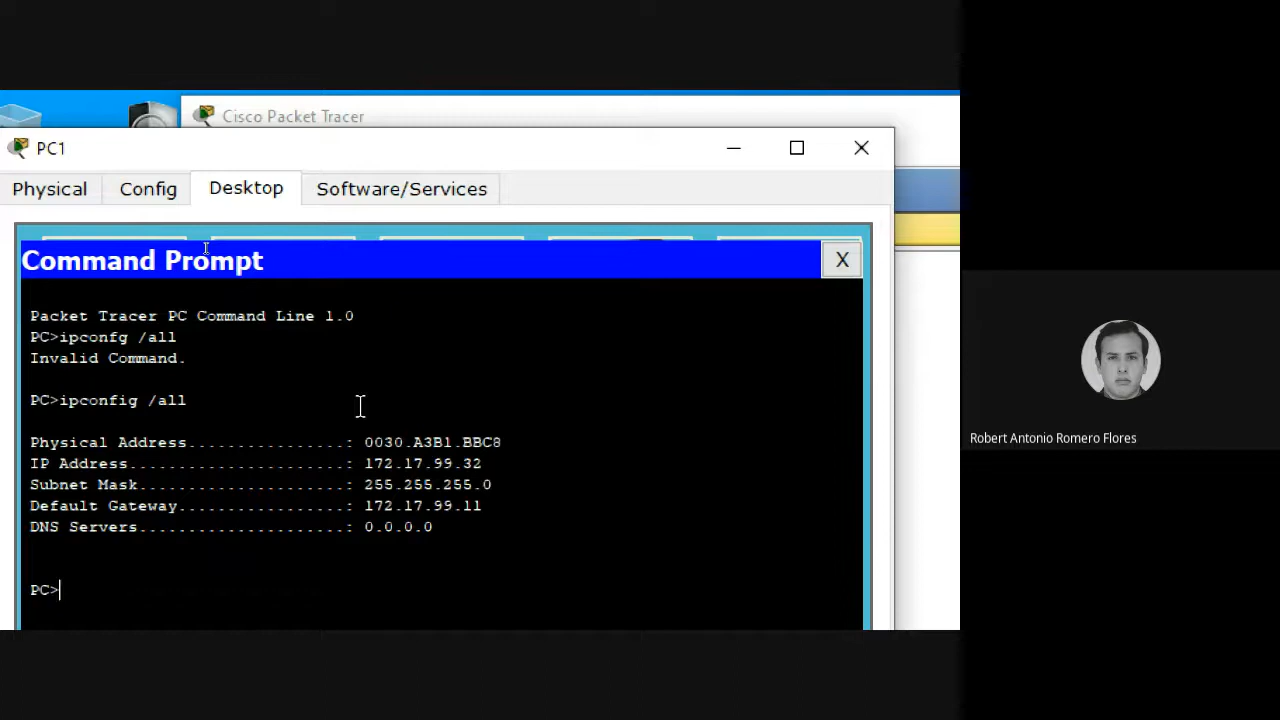 Cisco Packet Tracer
PC1
Physical
Config
Desktop
Software/Services
Command Prompt
X
Packet Tracer PC Command Line 1.0
PC>ipconfg /all
Invalid Command.
PC>ipconfig /all
Physical Address................: 0030.A3B1.BBC8
IP Address......................: 172.17.99.32
Subnet Mask.....................: 255.255.255.0
Default Gateway.................: 172.17.99.11
DNS Servers.....................: 0.0.0.0
PC>
Robert Antonio Romero Flores